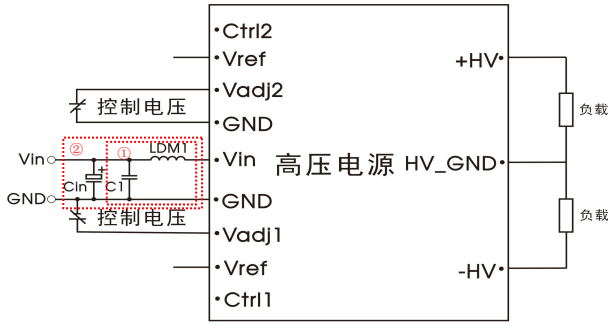 Ctrl2
Vref
+HV
Vadj2
控制电压
负载
GND
②
①
LDM1
Vin
Vin
高压电源
HV_GND
+
Cin
C1
GND
GND
控制电压
负载
Vadj1
Vref
-HV
Ctrl1